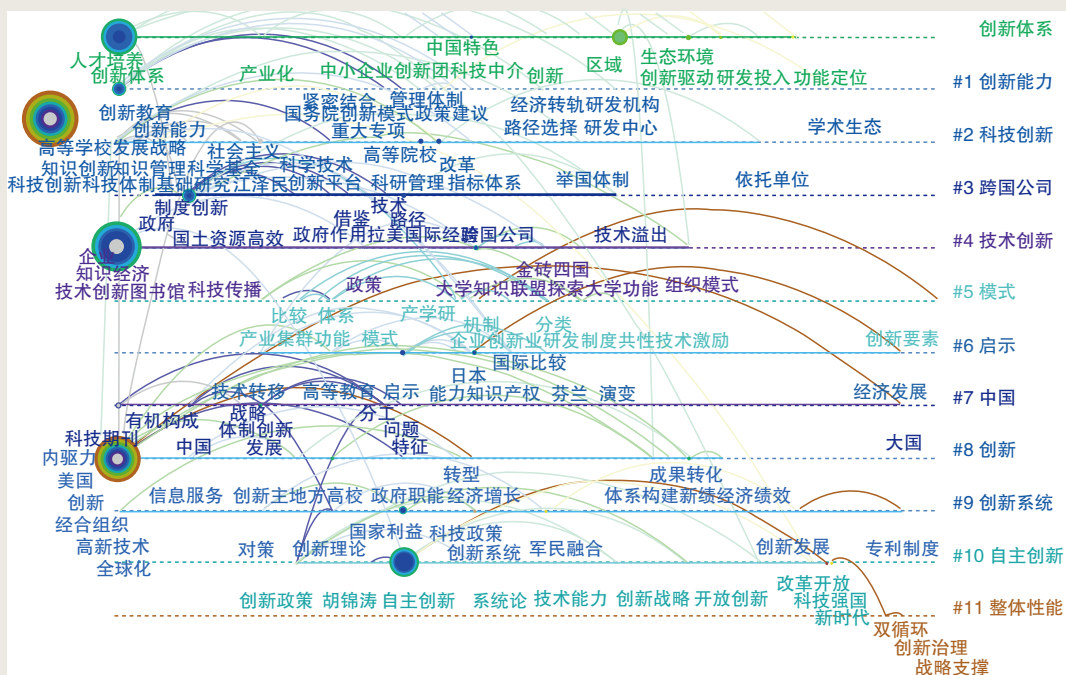 创新体系
中国特色
人才培养
创新体系
产业化
中小企业创新团科技中介
创新
区域
生态环境
创新驱动 研发投入 功能定位
#1 创新能力
紧密结合
管理体制
创新教育
国务院创新模式政策建议
经济转轨 研发机构
创新能力
重大专项
路径选择 研发中心
学术生态
#2 科技创新
高等学校发展战略
社会主义
高等院校
知识创新知识管理科学基金
科学技术
改革
科技创新科技体制基础研究江泽民创新平台
科研管理 指标体系
举国体制
依托单位
#3 跨国公司
制度创新
技术
政府
借鉴
路径
国土资源高效
政府作用拉美国际经验跨国公司
技术溢出
#4 技术创新
企业
知识经济
金砖四国
技术创新图书馆 科技传播
政策
大学知识联盟探索大学功能
组织模式
#5 模式
比较 体系
产学研
机制
分类
产业集群功能
模式
企业创新业研发制度共性技术激励
创新要素
#6 启示
国际比较
日本
技术转移
高等教育 启示
能力知识产权
芬兰
演变
经济发展
#7 中国
有机构成
战略
分工
科技期刊
体制创新
问题
中国
发展
特征
大国
#8 创新
内驱力
转型
成果转化
美国
信息服务
创新主地方高校
政府职能 经济增长
体系构建新绩经济绩效
创新
#9 创新系统
经合组织
国家利益
科技政策
高新技术
对策
创新理论
创新系统
军民融合
创新发展
专利制度
#10 自主创新
全球化
改革开放
创新政策
胡锦涛
自主创新
系统论
技术能力
创新战略
开放创新
科技强国
#11 整体性能
新时代
双循环
创新治理
战略支撑